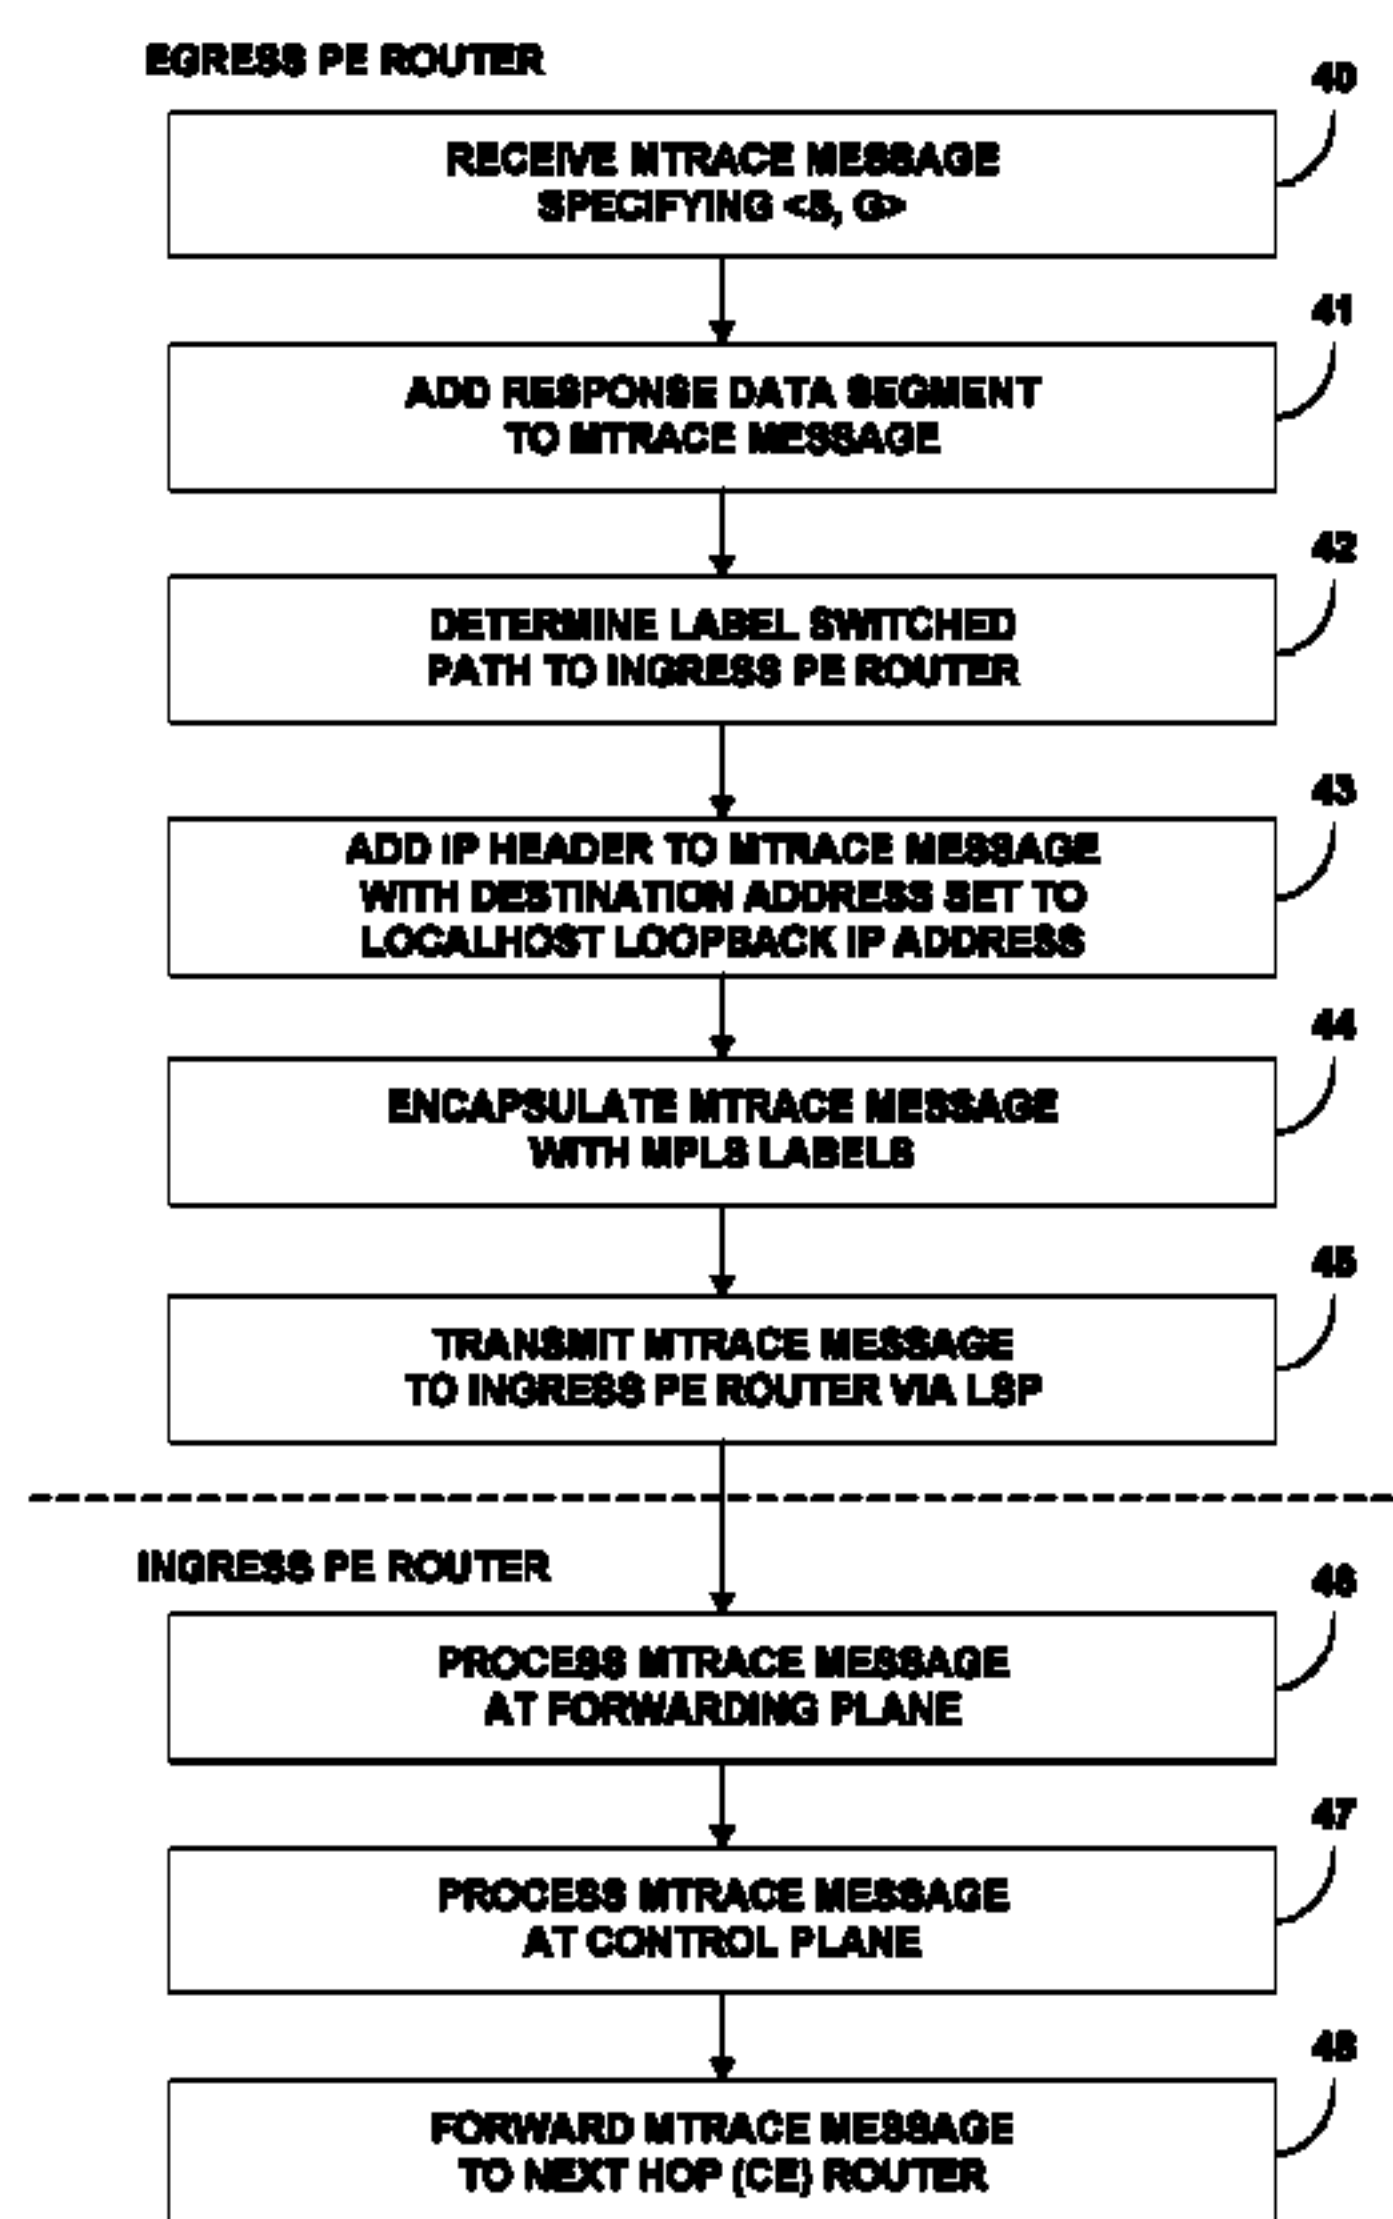 EGRESS PE ROUTER
40
RECEIVE MTRACE MESSAGE
SPECIFYING <S, G>
41
ADD RESPONSE DATA SEGMENT
TO MTRACE MESSAGE
42
DETERMINE LABEL SWITCHED
PATH TO INGRESS PE ROUTER
43
ADD IP HEADER TO MTRACE MESSAGE
WITH DESTINATION ADDRESS SET TO
LOCALHOST LOOPBACK IP ADDRESS
44
ENCAPSULATE MTRACE MESSAGE
WITH MPLS LABELS
45
TRANSMIT MTRACE MESSAGE
TO INGRESS PE ROUTER VIA LSP
INGRESS PE ROUTER
46
PROCESS MTRACE MESSAGE
AT FORWARDING PLANE
47
PROCESS MTRACE MESSAGE
AT CONTROL PLANE
48
FORWARD MTRACE MESSAGE
TO NEXT HOP (CE) ROUTER